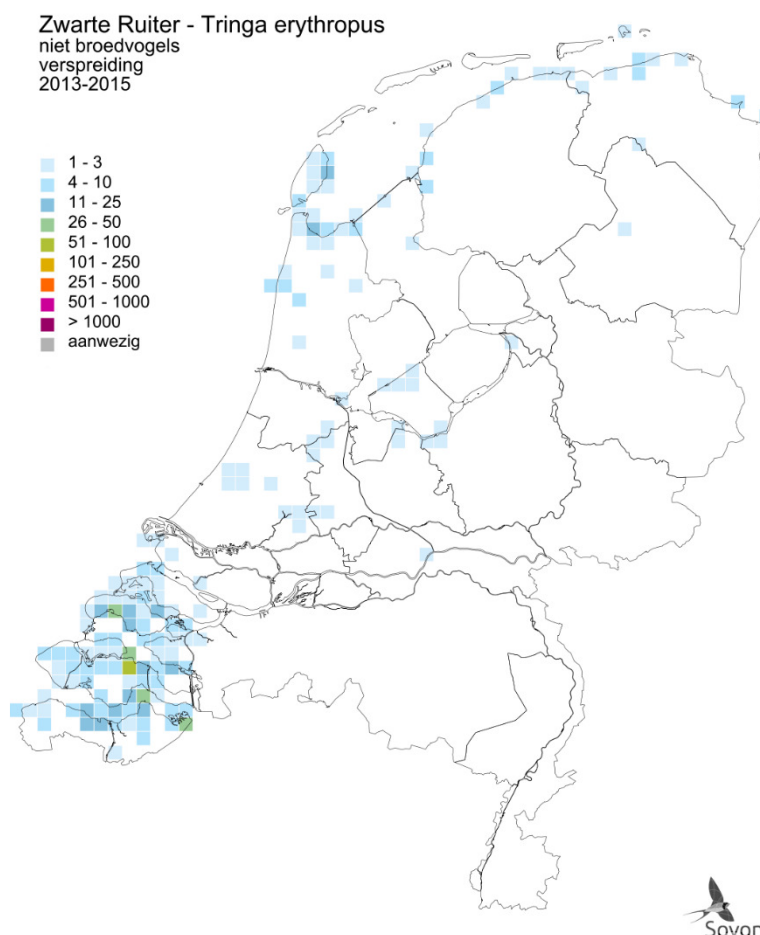 Zwarte Ruiter - Tringa erythropus
niet broedvogels
verspreiding
2013-2015
1 - 3
4 - 10
11 - 25
26 - 50
51 - 100
101 - 250
251 - 500
501 - 1000
> 1000
aanwezig
Sovon